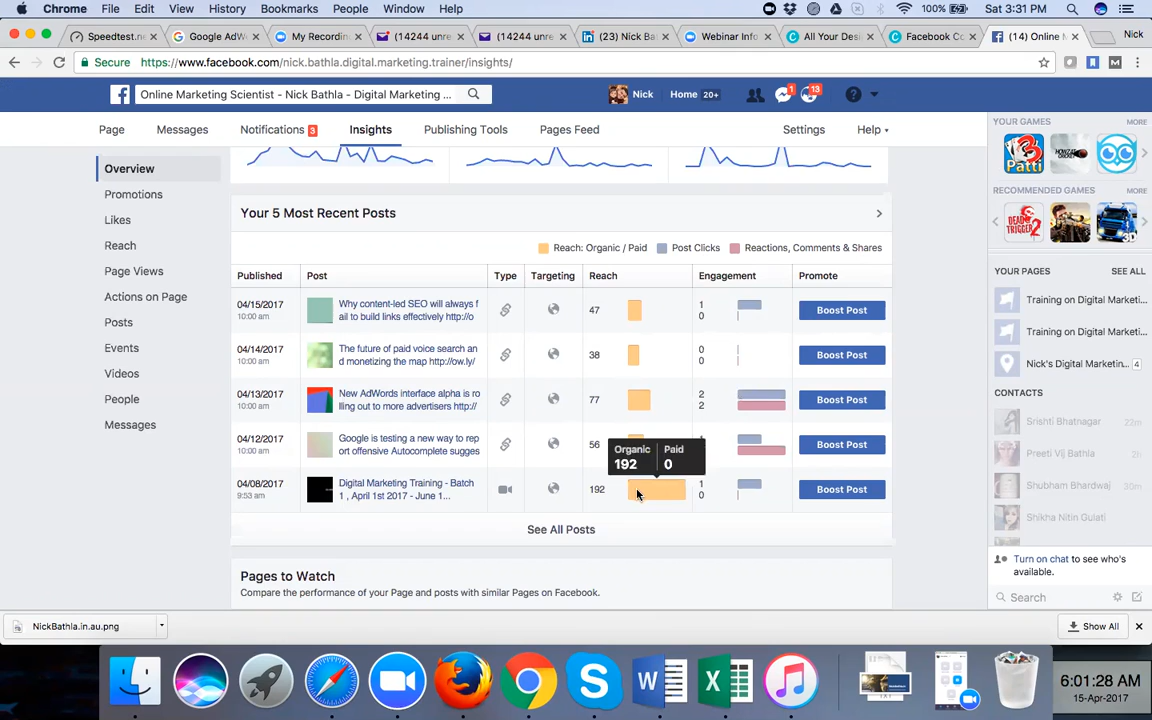 Chrome File Edit View History Bookmarks People Window Help 100% Sat 3:31 PM
Speedtest.ne Google AdW My Recording (14244 unre (14244 unre (23) Nick Ba Webinar Info All Your Desi Facebook Co (14) Online M Nick
Secure https://www.facebook.com/nick.bathla.digital.marketing.trainer/insights/
Online Marketing Scientist - Nick Bathla - Digital Marketing ... Nick Home 20+ 1 13
Page Messages Notifications 3 Insights Publishing Tools Pages Feed Settings Help
Overview
Promotions
Likes
Reach
Page Views
Actions on Page
Posts
Events
Videos
People
Messages
Your 5 Most Recent Posts
Reach: Organic / Paid Post Clicks Reactions, Comments & Shares
Published Post Type Targeting Reach Engagement Promote
04/15/2017 Why content-led SEO will always f 47 1 Boost Post
10:00 am ail to build links effectively http://o 0
04/14/2017 The future of paid voice search an 38 0 Boost Post
10:00 am d monetizing the map http://ow.ly/ 0
04/13/2017 New AdWords interface alpha is ro 77 2 Boost Post
10:00 am lling out to more advertisers http:// 2
04/12/2017 Google is testing a new way to rep 56 Boost Post
10:00 am ort offensive Autocomplete sugges
Organic Paid
192 0
04/08/2017 Digital Marketing Training - Batch 192 1 Boost Post
9:53 am 1 , April 1st 2017 - June 1... 0
See All Posts
Pages to Watch
Compare the performance of your Page and posts with similar Pages on Facebook.
YOUR GAMES MORE
3 Patti
RECOMMENDED GAMES MORE
DEAD TRIGGER 2
3D
YOUR PAGES SEE ALL
Training on Digital Marketi...
Training on Digital Marketi...
Nick's Digital Marketin... 4
CONTACTS
Srishti Bhatnagar 22m
Preeti Vij Bathla 2h
Shubham Bhardwaj 30m
Shikha Nitin Gulati
Turn on chat to see who's
available.
Search
NickBathla.in.au.png Show All
6:01:28 AM
15-Apr-2017